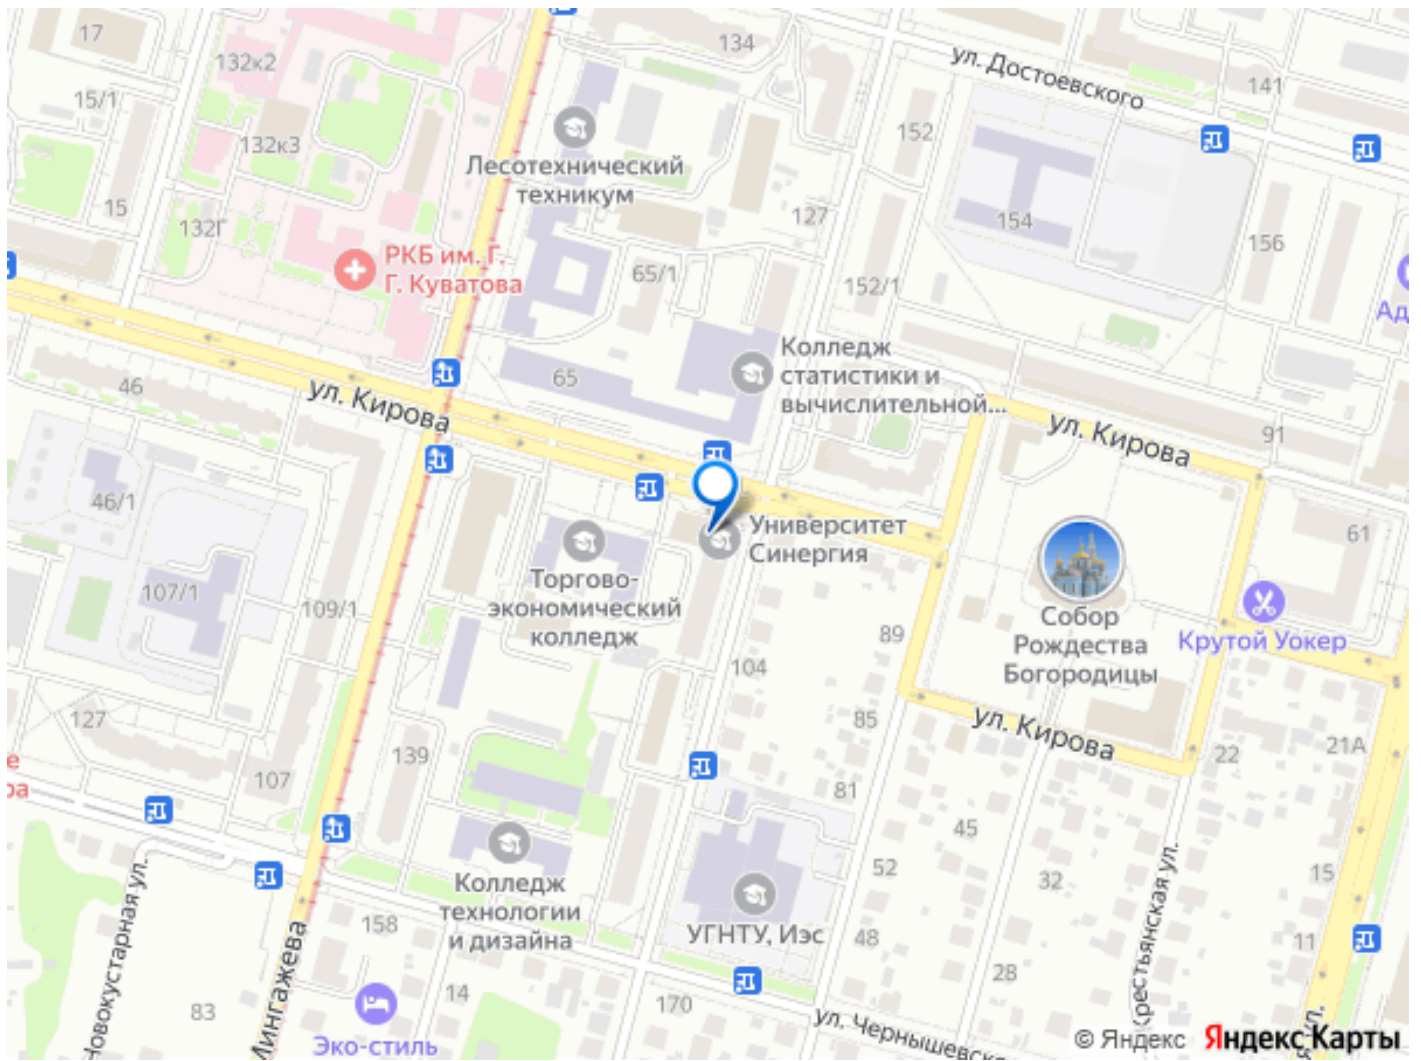 17
132к2
134
ул. Достоевского
141
15/1
132к3
152
Лесотехнический
техникум
154
15
132Г
127
156
РКБ им. Г.
Г. Куватова
65/1
152/1
Ад
Колледж
статистики и
вычислительной...
46
65
ул. Кирова
ул. Кирова
91
46/1
Университет
Синергия
61
Торгово-
экономический
колледж
107/1
109/1
89
Собор
Рождества
Богородицы
Крутой Уокер
104
127
139
85
ул. Кирова
22
21А
е
ра
107
81
45
52
32
15
Колледж
технологии
и дизайна
158
УГНТУ, Иэс
48
11
Новокустарная ул.
Мингажева
Крестьянская ул.
28
14
170
83
Эко-стиль
ул. Чернышевск
ул.
© Яндекс Яндекс Карты